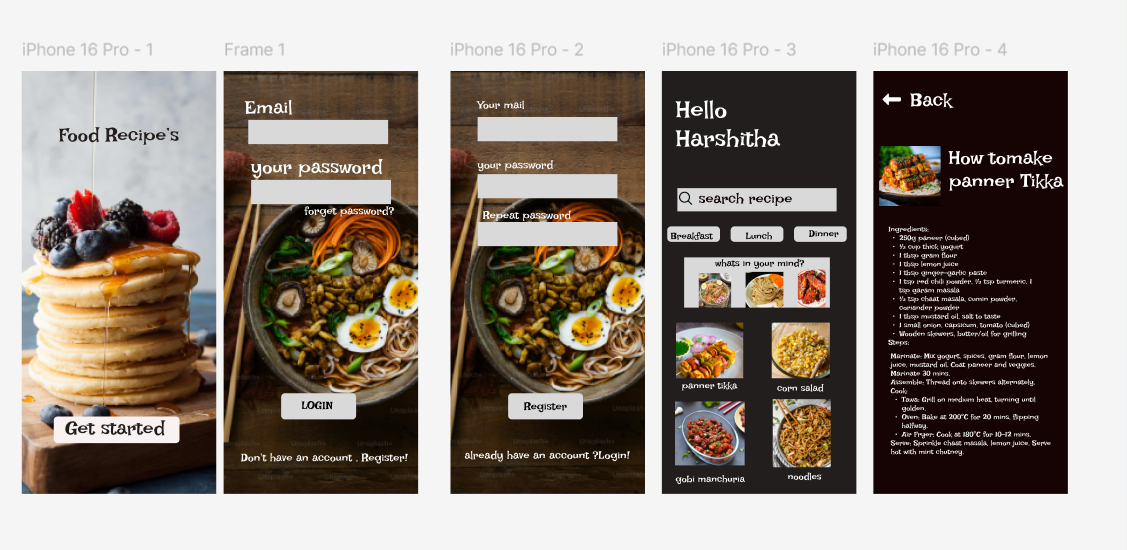 iPhone 16 Pro - 1
Food Recipe's
Get started
Frame 1
Email
your password
forget password?
LOGIN
Don't have an account . Register!
iPhone 16 Pro - 2
Your mail
your password
Repeat password
Register
already have an account ?Login!
iPhone 16 Pro - 3
Hello
Harshitha
search recipe
Breakfast
Lunch
Dinner
whats in your mind?
panner tikka
corn salad
gobi manchuria
noodles
iPhone 16 Pro - 4
Back
How tomake
panner Tikka
Ingredients:
• 250g paneer (cubed)
• ½ cup thick yogurt
• 1 tbsp gram flour
• 1 tbsp lemon juice
• 1 tbsp ginger-garlic paste
• 1 tsp red chili powder, ½ tsp turmeric, 1
tsp garam masala
• ½ tsp chaat masala, cumin powder,
coriander powder
• 1 tbsp mustard oil, salt to taste
• 1 small onion, capsicum, tomato (cubed)
• Wooden skewers, butter/oil for grilling
Steps:
Marinate: Mix yogurt, spices, gram flour, lemon
juice, mustard oil. Coat paneer and veggies.
Marinate 30 mins.
Assemble: Thread onto skewers alternately.
Cook:
• Tawa: Grill on medium heat, turning until
golden.
• Oven: Bake at 200°C for 20 mins, flipping
halfway.
• Air Fryer: Cook at 180°C for 10-12 mins.
Serve: Sprinkle chaat masala, lemon juice. Serve
hot with mint chutney.